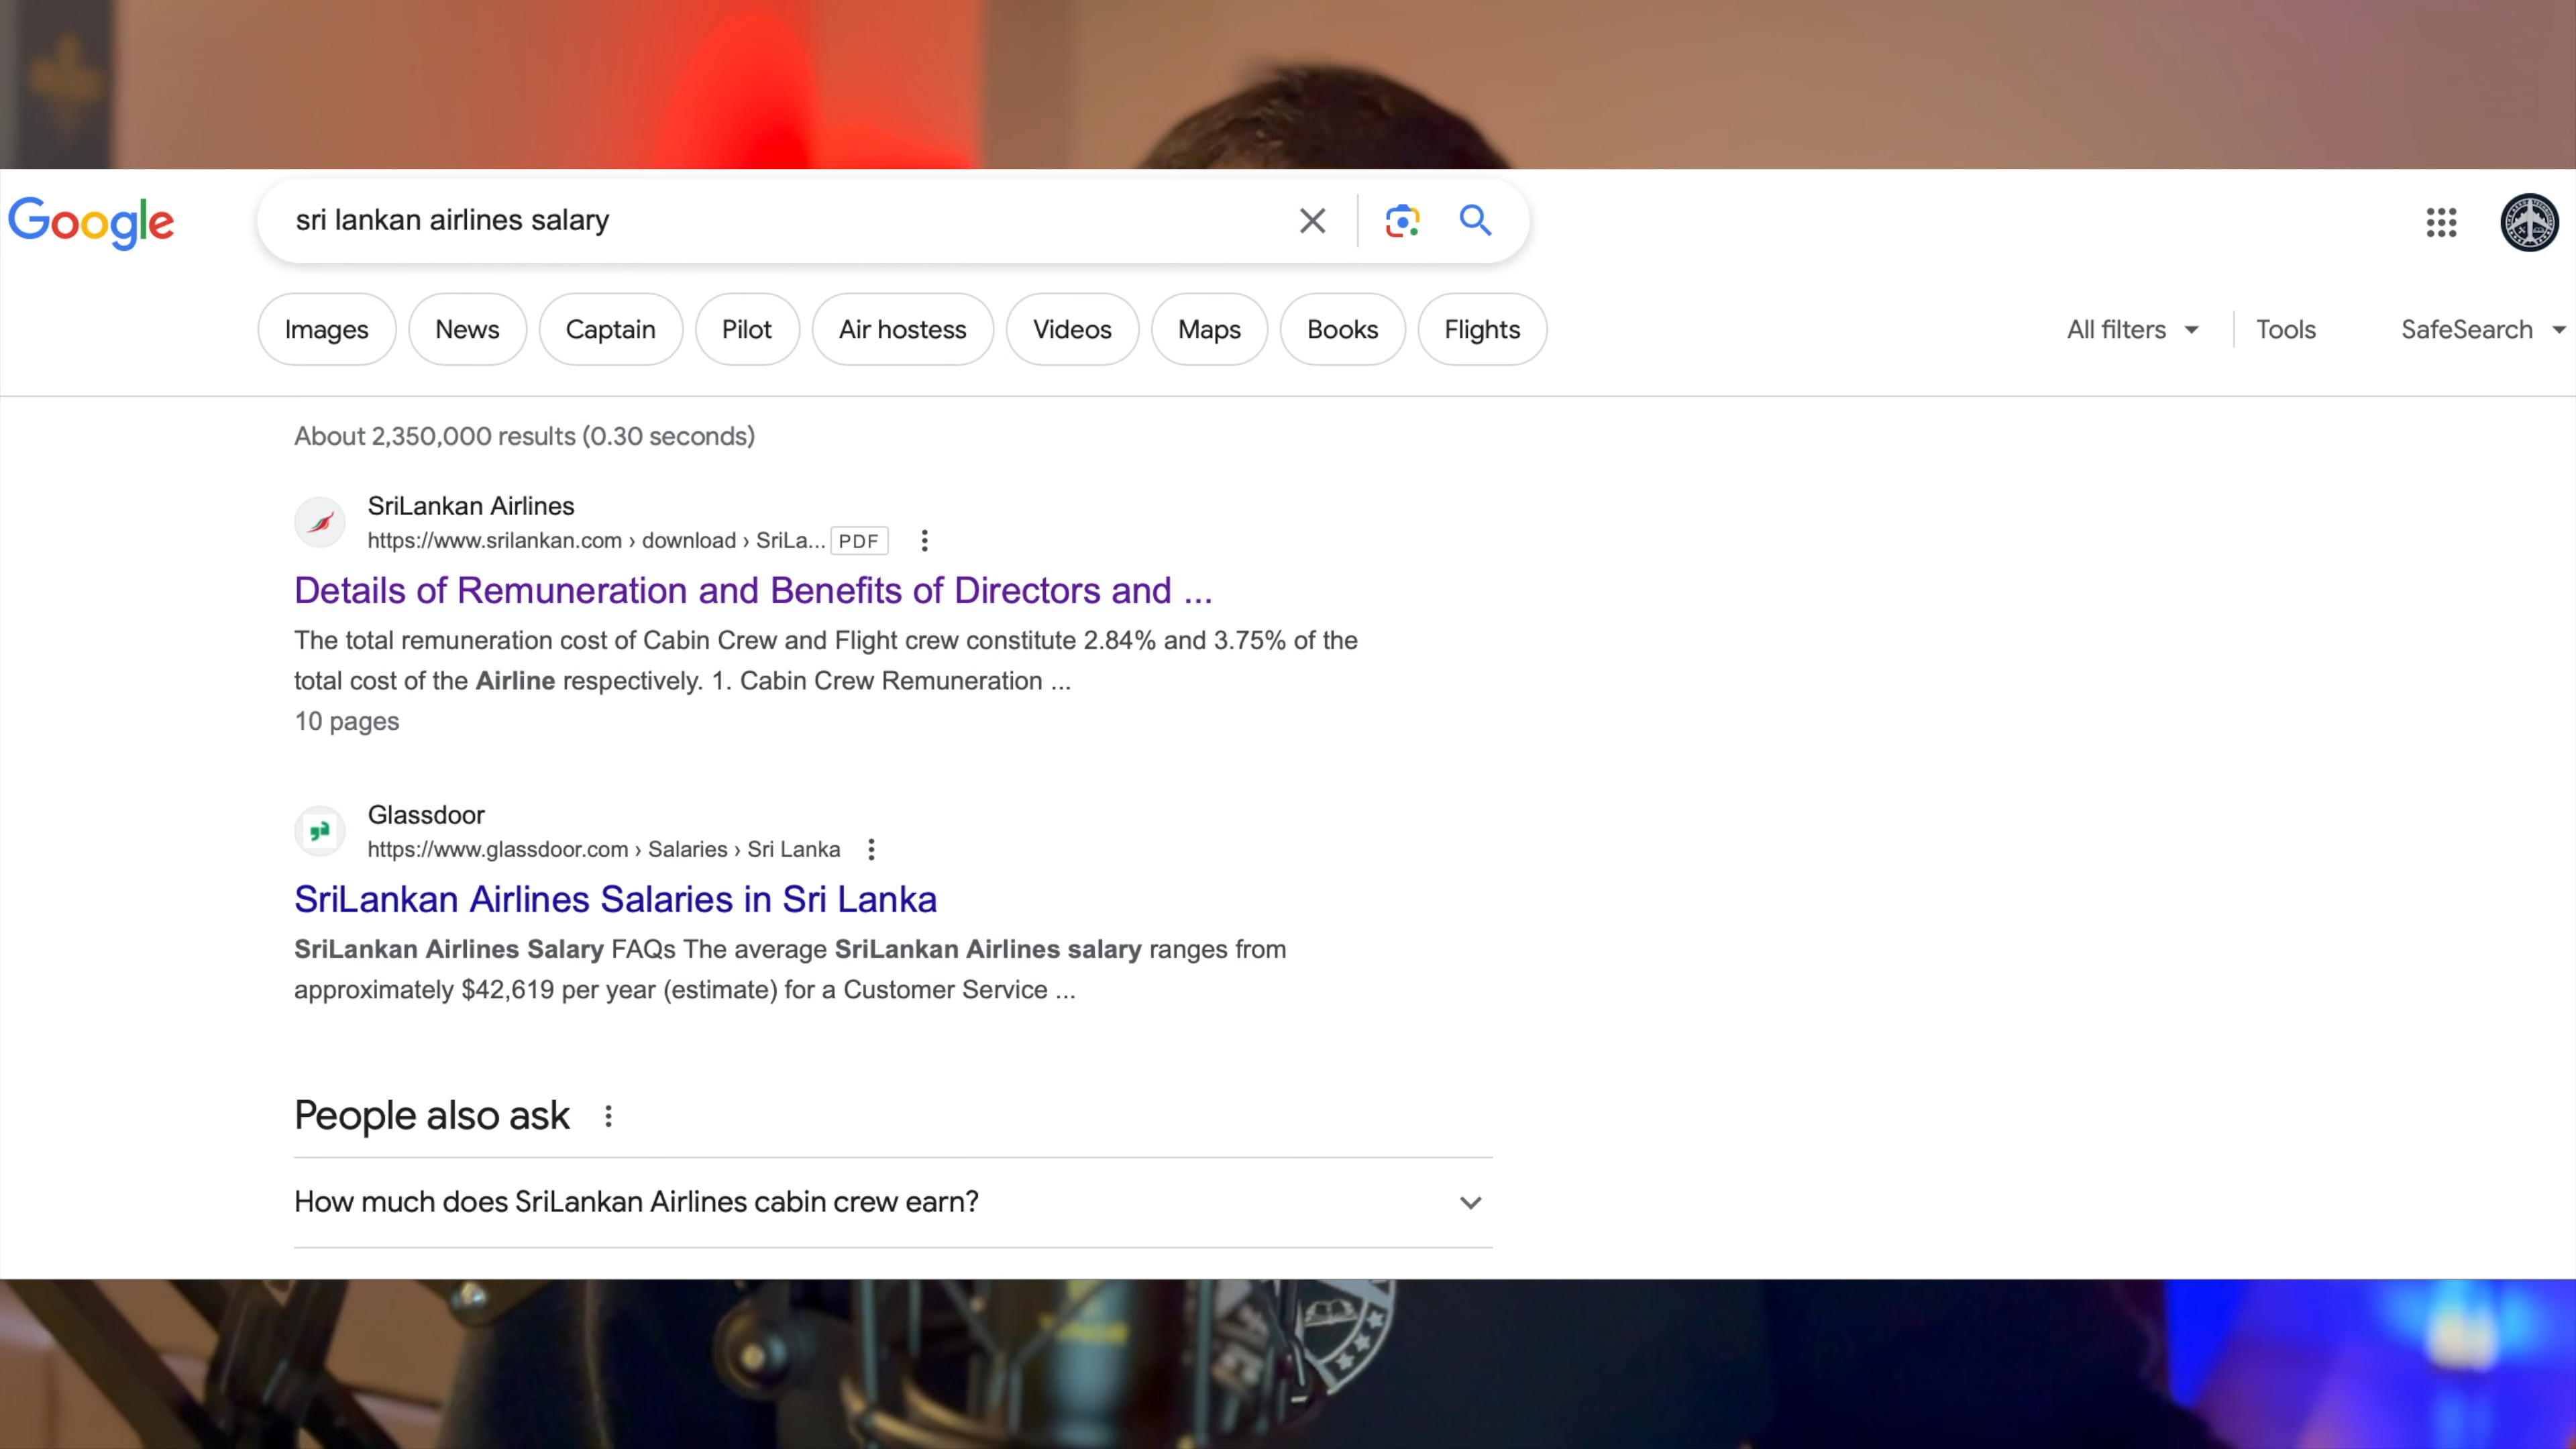 Google
sri lankan airlines salary
Images
News
Captain
Pilot
Air hostess
Videos
Maps
Books
Flights
All filters
Tools
SafeSearch
About 2,350,000 results (0.30 seconds)
SriLankan Airlines
https://www.srilankan.com › download › SriLa... PDF
Details of Remuneration and Benefits of Directors and ...
The total remuneration cost of Cabin Crew and Flight crew constitute 2.84% and 3.75% of the
total cost of the Airline respectively. 1. Cabin Crew Remuneration ...
10 pages
Glassdoor
https://www.glassdoor.com › Salaries › Sri Lanka
SriLankan Airlines Salaries in Sri Lanka
SriLankan Airlines Salary FAQs The average SriLankan Airlines salary ranges from
approximately $42,619 per year (estimate) for a Customer Service ...
People also ask
How much does SriLankan Airlines cabin crew earn?